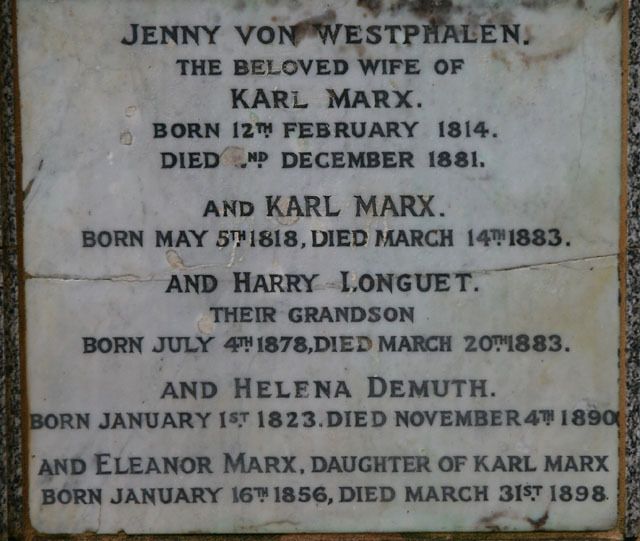 JENNY VON WESTPHALEN.
THE BELOVED WIFE OF
KARL MARX.
BORN 12TH FEBRUARY 1814.
DIED ND DECEMBER 1881.
AND KARL MARX.
BORN MAY 5TH 1818, DIED MARCH 14TH 1883.
AND HARRY LONGUET.
THEIR GRANDSON
BORN JULY 4TH 1878, DIED MARCH 20TH 1883.
AND HELENA DEMUTH.
BORN JANUARY 1ST 1823. DIED NOVEMBER 4TH 1890
AND ELEANOR MARX, DAUGHTER OF KARL MARX
BORN JANUARY 16TH 1856, DIED MARCH 31ST 1898.